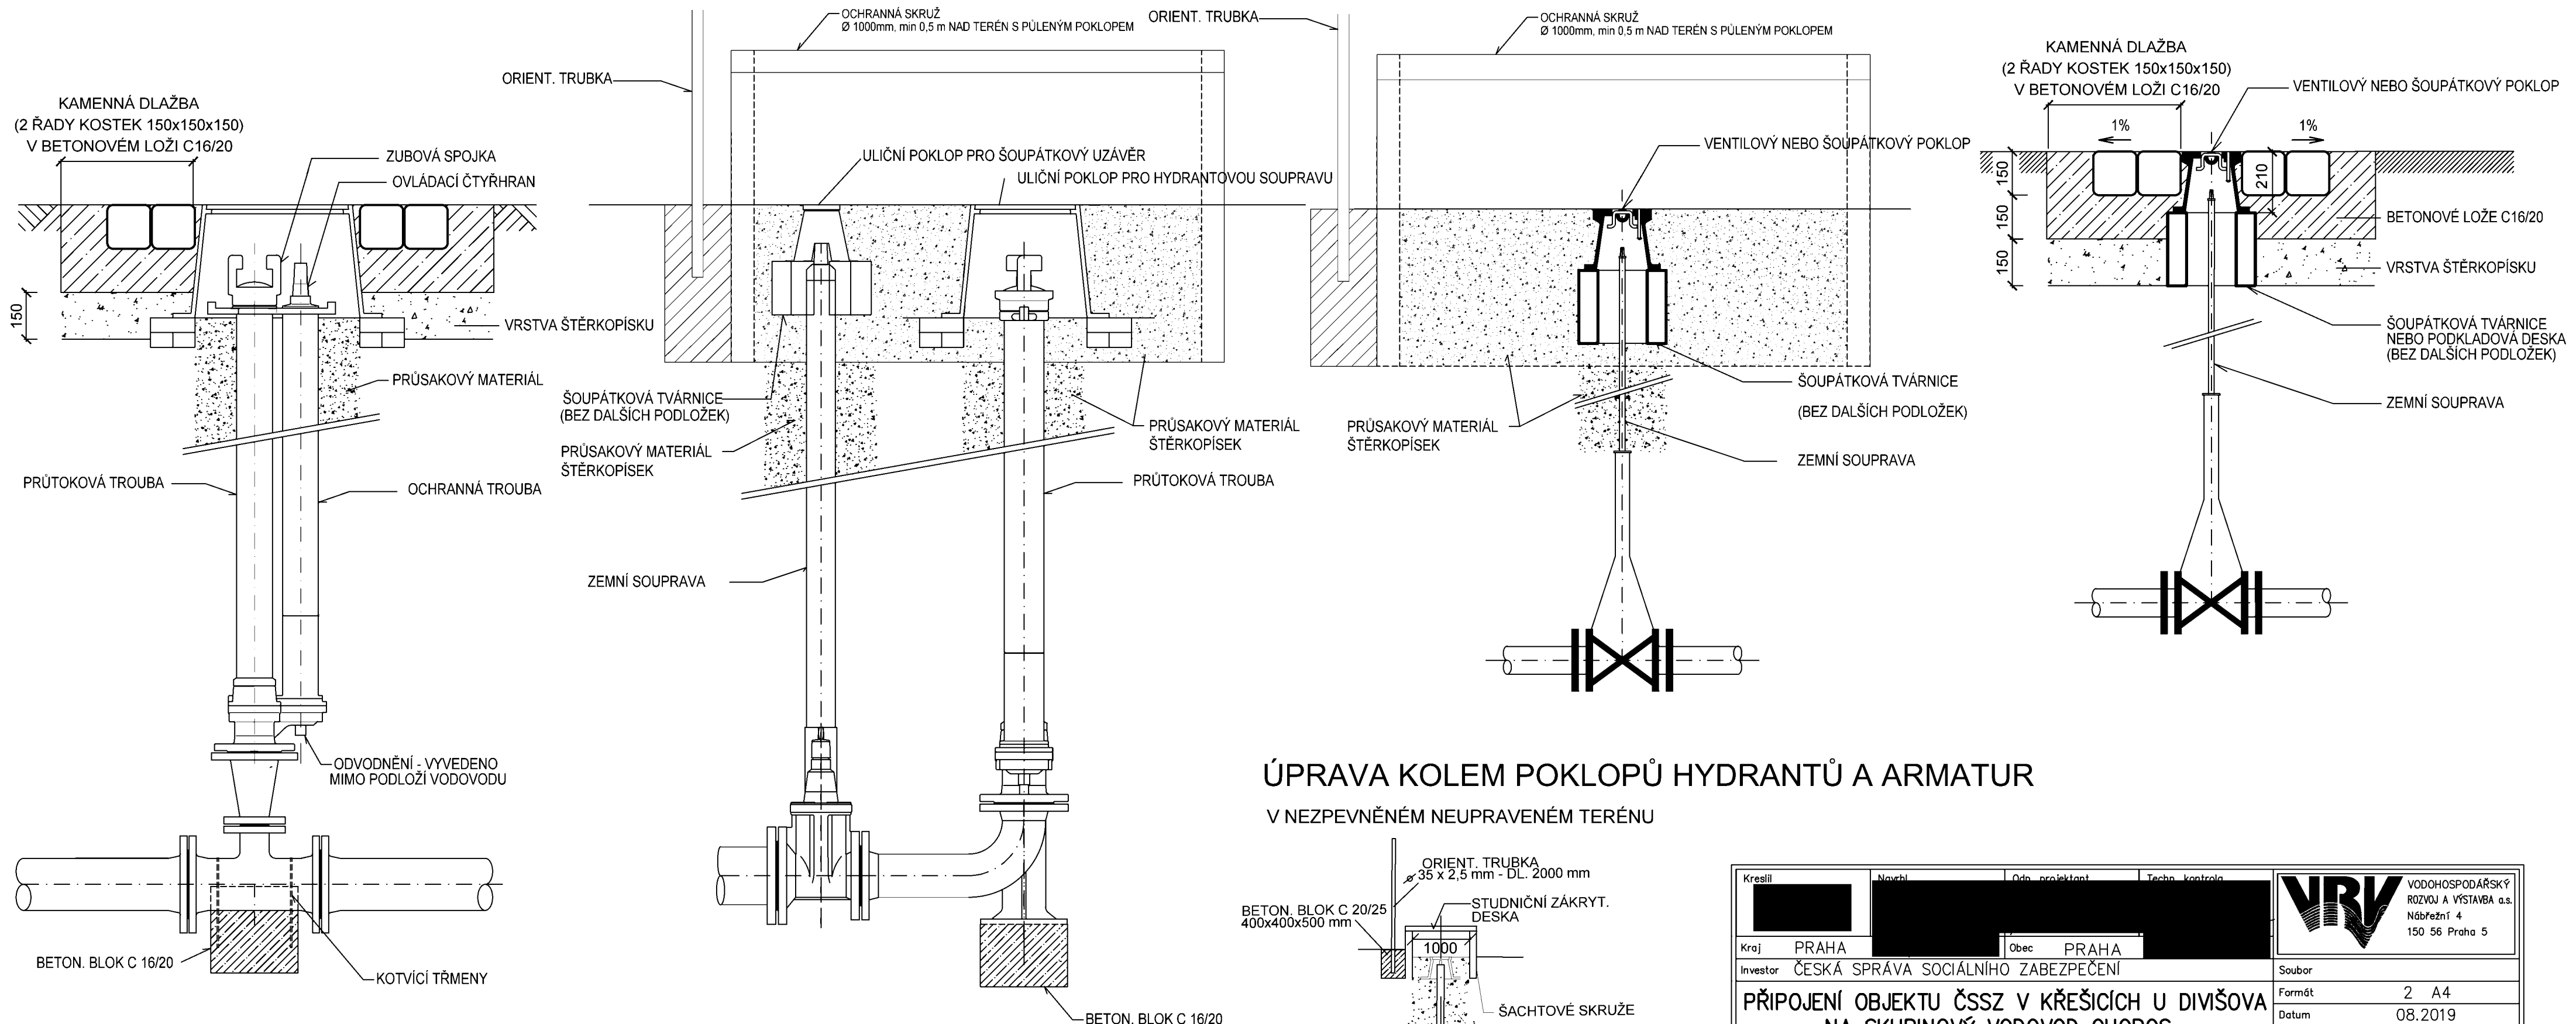 KAMENNÁ DLAŽBA
(2 ŘADY KOSTEK 150x150x150)
V BETONOVÉM LOŽI C16/20
ZUBOVÁ SPOJKA
OVLÁDACÍ ČTYŘHRAN
150
VRSTVA ŠTĚRKOPÍSKU
PRŮSAKOVÝ MATERIÁL
PRŮTOKOVÁ TROUBA
OCHRANNÁ TROUBA
ODVODNĚNÍ - VYVEDENO
MIMO PODLOŽÍ VODOVODU
BETON. BLOK C 16/20
KOTVÍCÍ TŘMENY
ORIENT. TRUBKA
OCHRANNÁ SKRUŽ
Ø 1000mm, min 0,5 m NAD TERÉN S PŮLENÝM POKLOPEM
ULIČNÍ POKLOP PRO ŠOUPÁTKOVÝ UZÁVĚR
ULIČNÍ POKLOP PRO HYDRANTOVOU SOUPRAVU
ŠOUPÁTKOVÁ TVÁRNICE
(BEZ DALŠÍCH PODLOŽEK)
PRŮSAKOVÝ MATERIÁL
ŠTĚRKOPÍSEK
PRŮSAKOVÝ MATERIÁL
ŠTĚRKOPÍSEK
PRŮTOKOVÁ TROUBA
ZEMNÍ SOUPRAVA
BETON. BLOK C 16/20
ORIENT. TRUBKA
OCHRANNÁ SKRUŽ
Ø 1000mm, min 0,5 m NAD TERÉN S PŮLENÝM POKLOPEM
VENTILOVÝ NEBO ŠOUPÁTKOVÝ POKLOP
ŠOUPÁTKOVÁ TVÁRNICE
(BEZ DALŠÍCH PODLOŽEK)
PRŮSAKOVÝ MATERIÁL
ŠTĚRKOPÍSEK
ZEMNÍ SOUPRAVA
KAMENNÁ DLAŽBA
(2 ŘADY KOSTEK 150x150x150)
V BETONOVÉM LOŽI C16/20
VENTILOVÝ NEBO ŠOUPÁTKOVÝ POKLOP
1%
1%
150
150
150
210
BETONOVÉ LOŽE C16/20
VRSTVA ŠTĚRKOPÍSKU
ŠOUPÁTKOVÁ TVÁRNICE
NEBO PODKLADOVÁ DESKA
(BEZ DALŠÍCH PODLOŽEK)
ZEMNÍ SOUPRAVA
ÚPRAVA KOLEM POKLOPŮ HYDRANTŮ A ARMATUR
V NEZPEVNĚNÉM NEUPRAVENÉM TERÉNU
ORIENT. TRUBKA
ø 35 x 2,5 mm - DL. 2000 mm
BETON. BLOK C 20/25
400x400x500 mm
STUDNIČNÍ ZÁKRYT.
DESKA
1000
ŠACHTOVÉ SKRUŽE
Kreslil Navrhl Odp. projektant Techn. kontrola
VRV
VODOHOSPODÁŘSKÝ
ROZVOJ A VÝSTAVBA a.s.
Nábřežní 4
150 56 Praha 5
Kraj PRAHA Obec PRAHA
Investor ČESKÁ SPRÁVA SOCIÁLNÍHO ZABEZPEČENÍ
Soubor
PŘIPOJENÍ OBJEKTU ČSSZ V KŘEŠICÍCH U DIVIŠOVA
NA SKUPINOVÝ VODOVOD CHOPOS
Formát 2 A4
Datum 08.2019